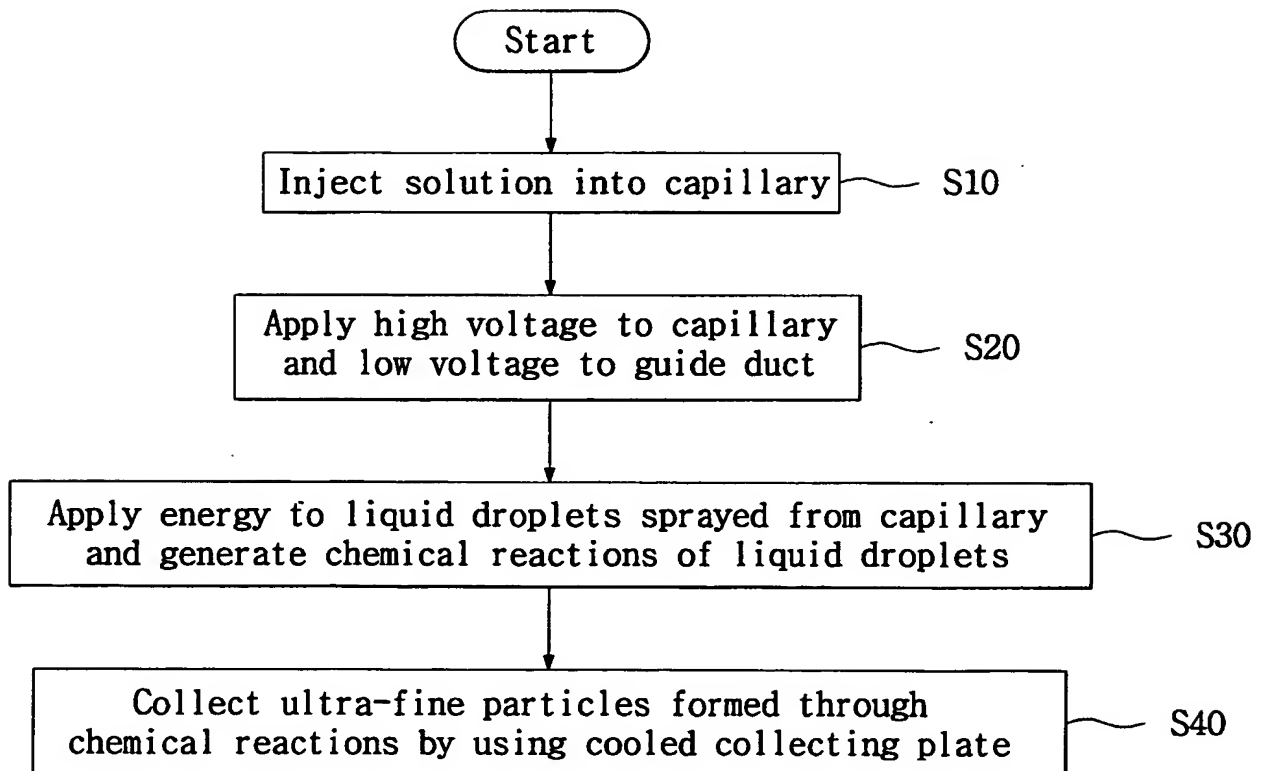 Start
Inject solution into capillary
S10
Apply high voltage to capillary
and low voltage to guide duct
S20
Apply energy to liquid droplets sprayed from capillary
and generate chemical reactions of liquid droplets
S30
Collect ultra-fine particles formed through
chemical reactions by using cooled collecting plate
S40